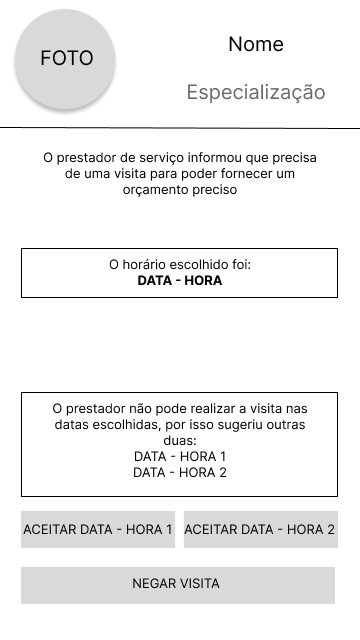 FOTO
Nome
Especialização
O prestador de serviço informou que precisa
de uma visita para poder fornecer um
orçamento preciso
O horário escolhido foi:
DATA - HORA
O prestador não pode realizar a visita nas
datas escolhidas, por isso sugeriu outras
duas:
DATA - HORA 1
DATA - HORA 2
ACEITAR DATA - HORA 1
ACEITAR DATA - HORA 2
NEGAR VISITA